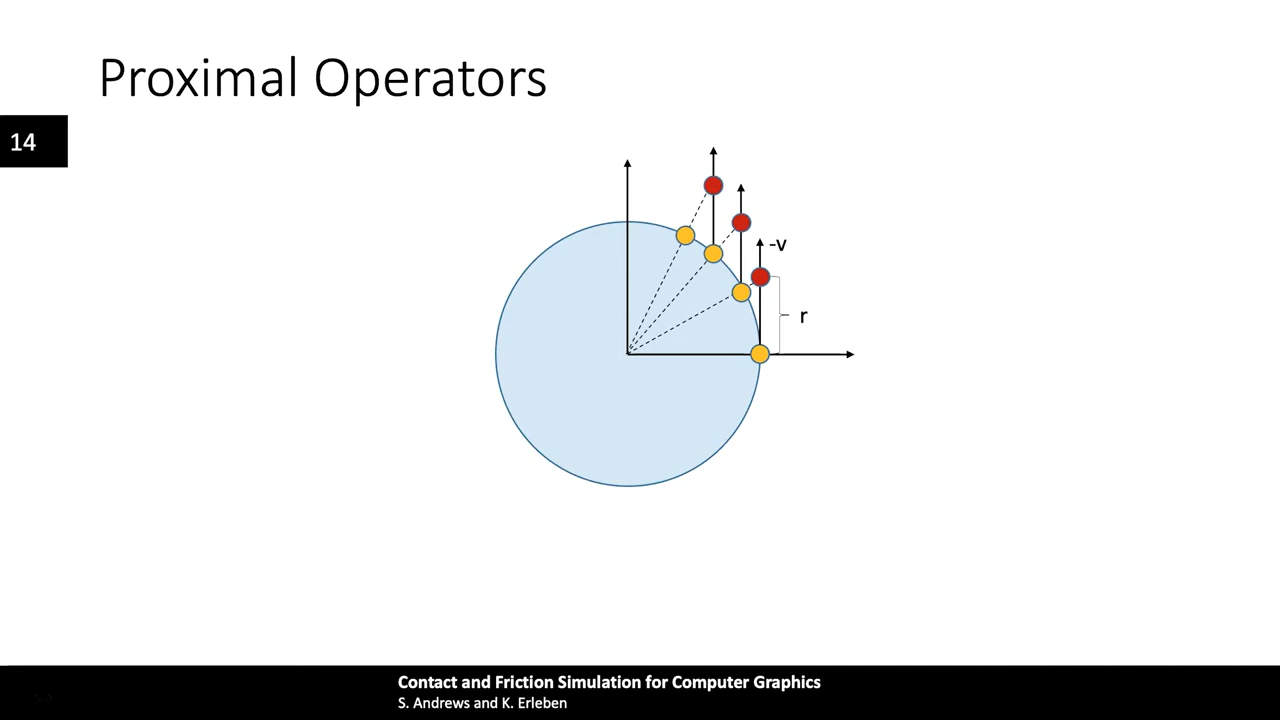 Proximal Operators
14
-v
r
Contact and Friction Simulation for Computer Graphics
S. Andrews and K. Erleben